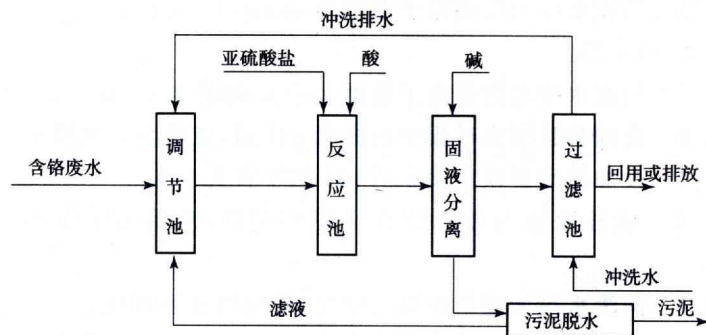 冲洗排水
亚硫酸盐
酸
碱
含铬废水
调节池
反应池
固液分离
过滤池
回用或排放
冲洗水
滤液
污泥脱水
污泥